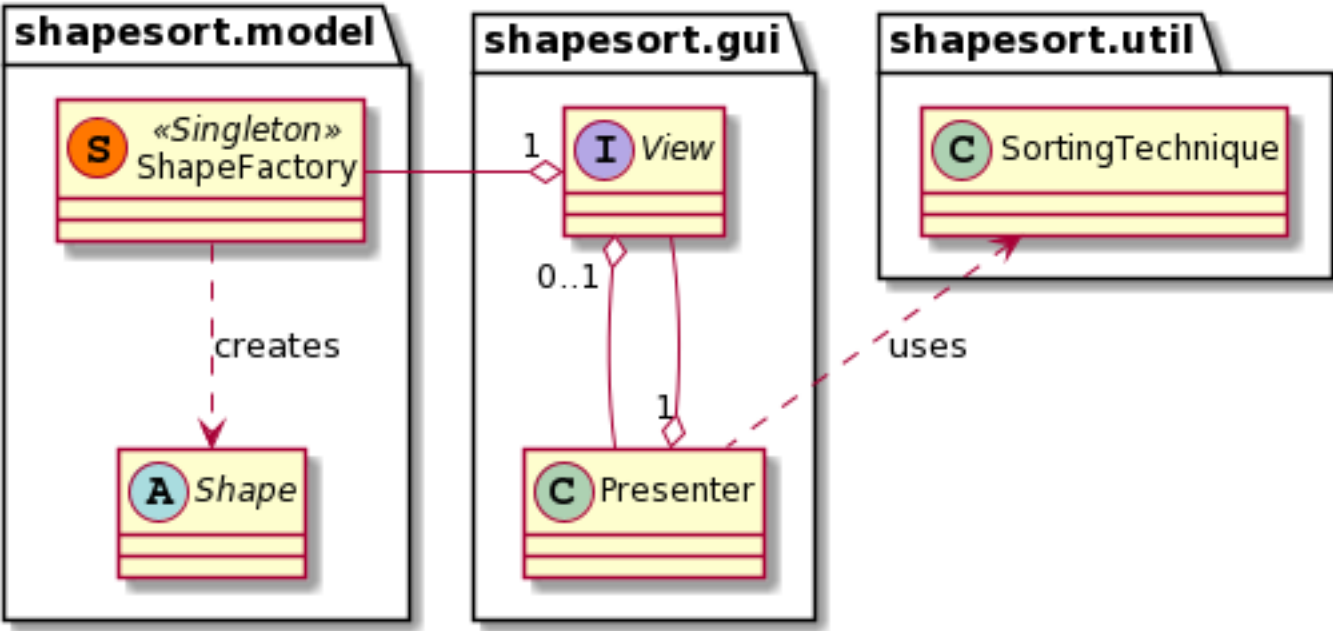 shapesort.model
S
«Singleton»
ShapeFactory
creates
A Shape
shapesort.gui
1
I View
0..1
1
C Presenter
shapesort.util
C SortingTechnique
uses